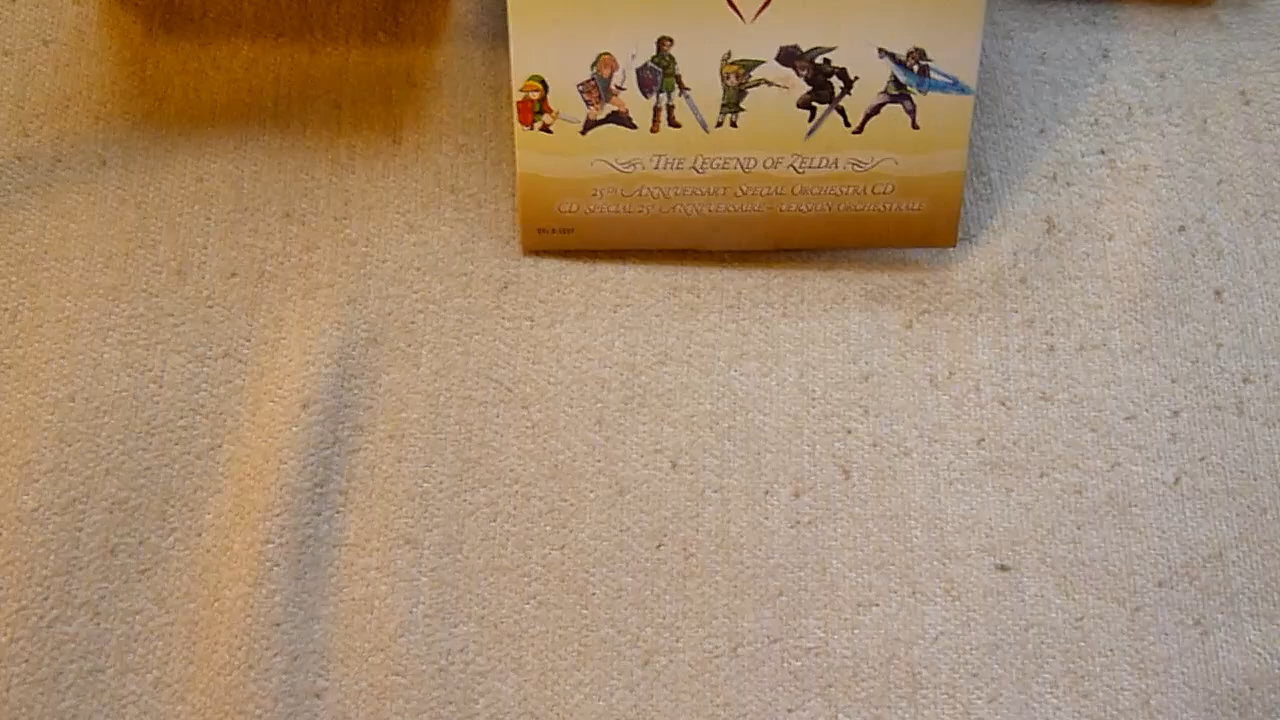 THE LEGEND OF ZELDA
25TH ANNIVERSARY SPECIAL ORCHESTRA CD
CD SPÉCIAL 25E ANNIVERSAIRE – VERSION ORCHESTRALE